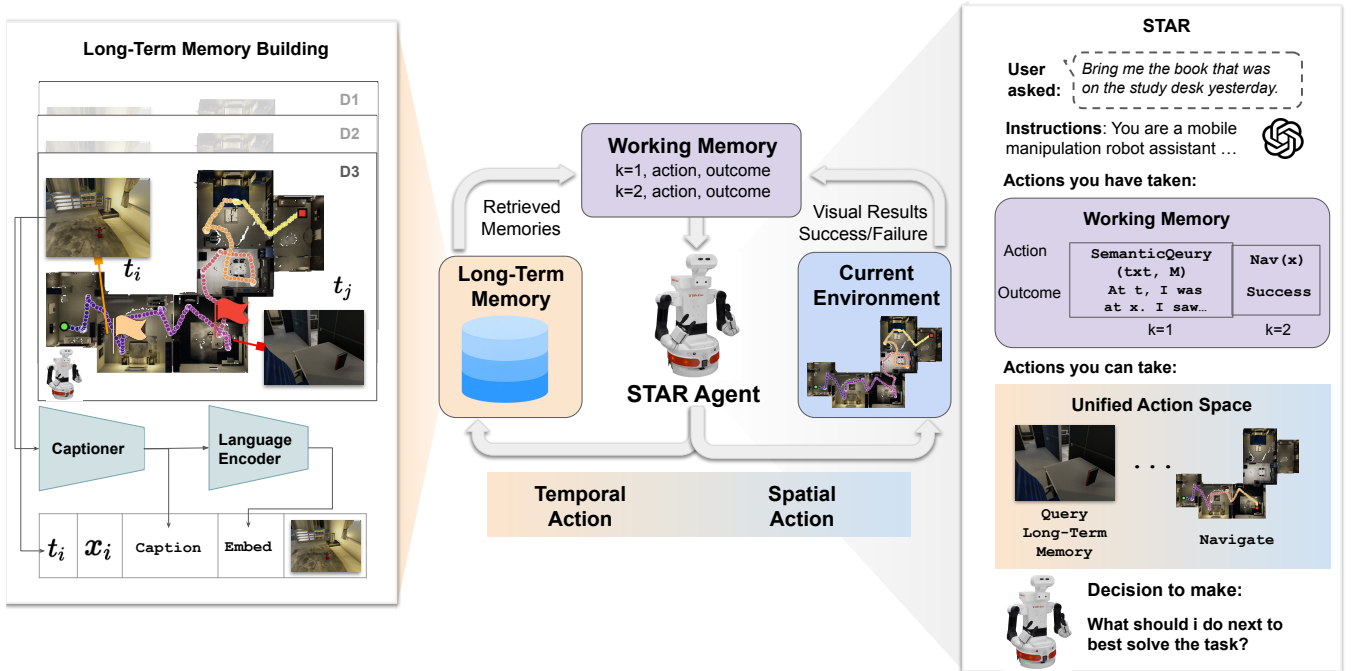 Long-Term Memory Building
D1
D2
D3
t_i
t_j
Captioner
Language
Encoder
t_i
x_i
Caption
Embed
Working Memory
k=1, action, outcome
k=2, action, outcome
Retrieved
Memories
Visual Results
Success/Failure
Long-Term
Memory
Current
Environment
STAR Agent
Temporal
Action
Spatial
Action
STAR
User
asked:
Bring me the book that was
on the study desk yesterday.
Instructions: You are a mobile
manipulation robot assistant ...
Actions you have taken:
Working Memory
Action
SemanticQeury
(txt, M)
Nav(x)
Outcome
At t, I was
at x. I saw…
Success
k=1
k=2
Actions you can take:
Unified Action Space
. . .
Query
Long-Term
Memory
Navigate
Decision to make:
What should i do next to
best solve the task?